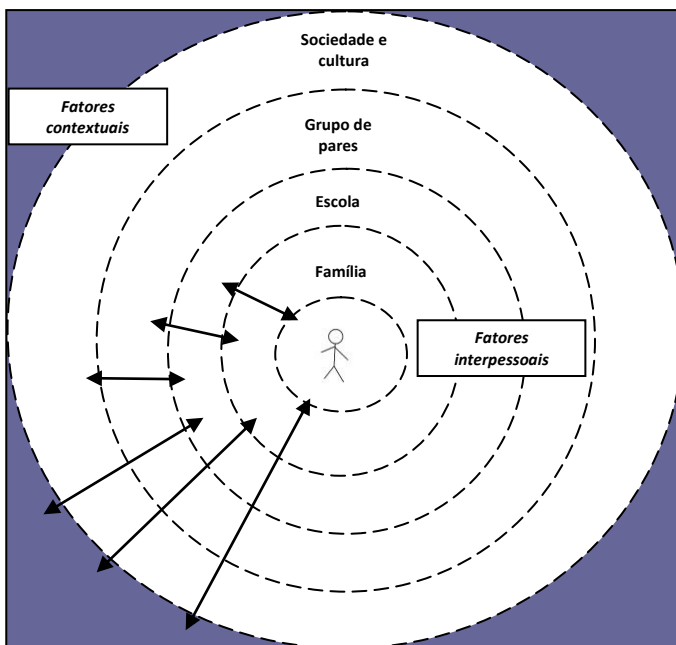 Sociedade e
cultura
Fatores
contextuais
Grupo de
pares
Escola
Família
Fatores
interpessoais